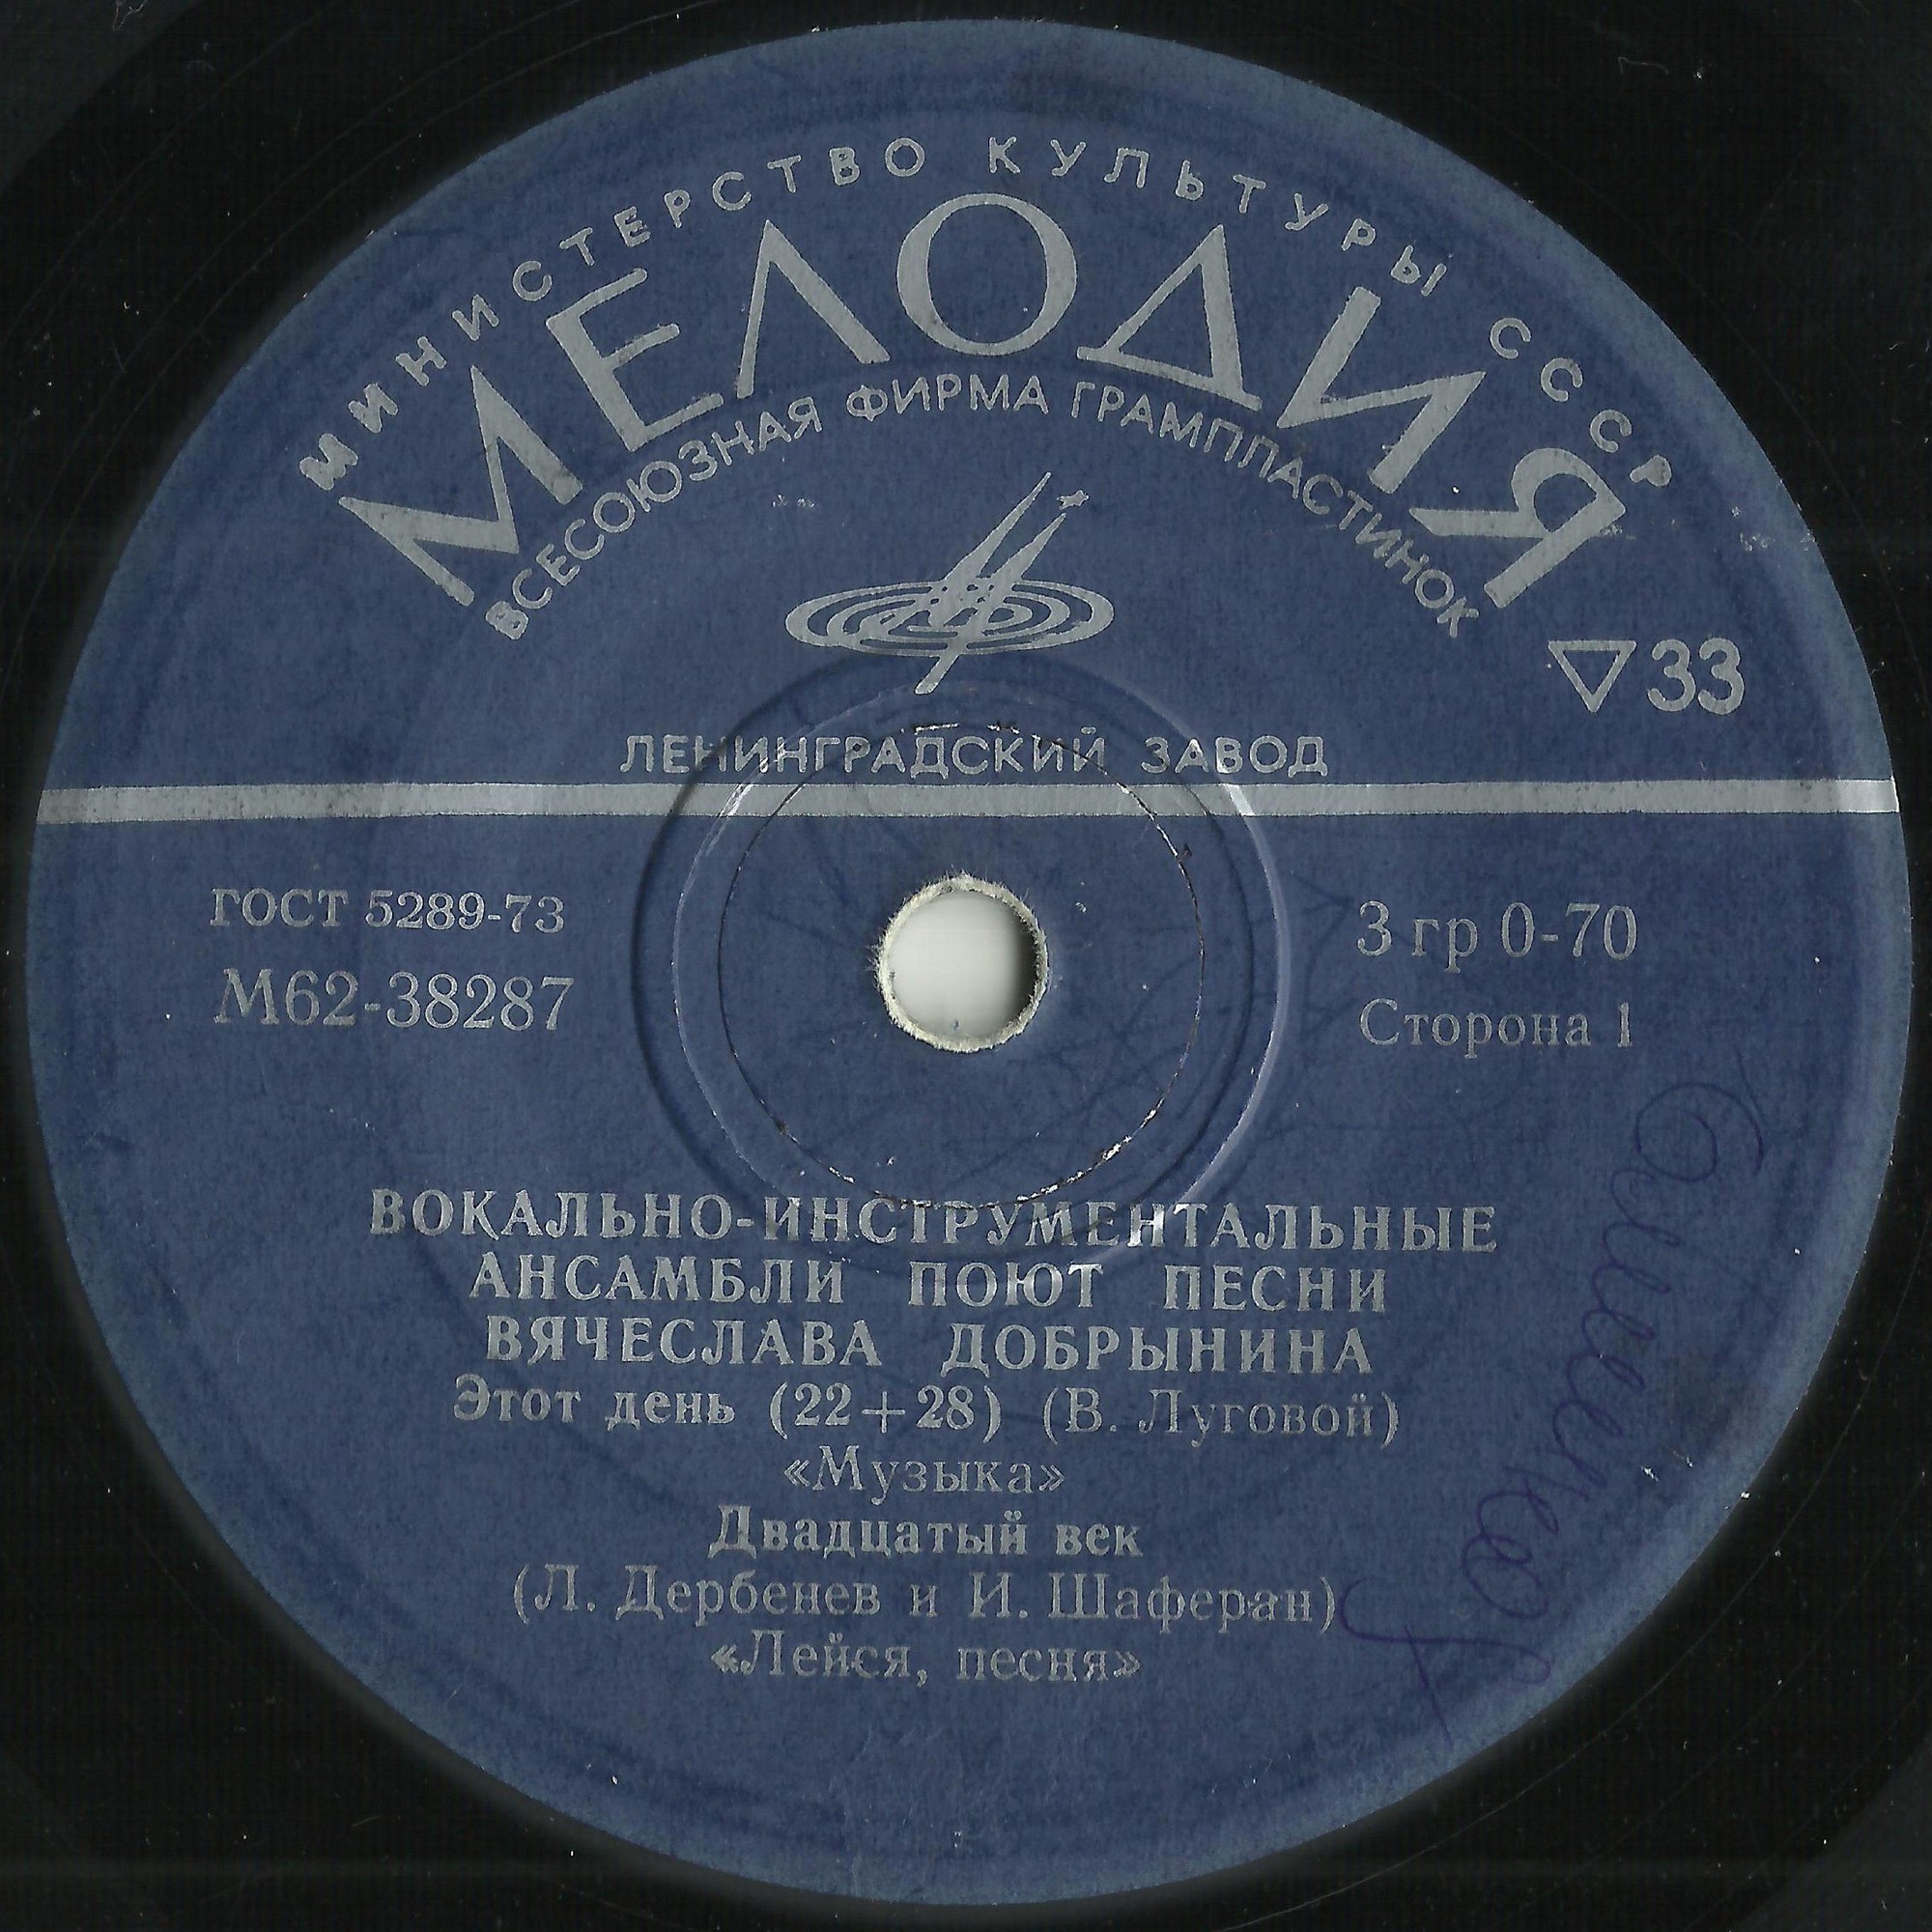 МИНИСТЕРСТВО КУЛЬТУРЫ СССР
МЕЛОДИЯ
ВСЕСОЮЗНАЯ ФИРМА ГРАМПЛАСТИНОК
▽33
ЛЕНИНГРАДСКИЙ ЗАВОД
ГОСТ 5289-73
М62-38287
3 гр 0-70
Сторона 1
ВОКАЛЬНО-ИНСТРУМЕНТАЛЬНЫЕ
АНСАМБЛИ ПОЮТ ПЕСНИ
ВЯЧЕСЛАВА ДОБРЫНИНА
Этот день (22+28) (В. Луговой)
«Музыка»
Двадцатый век
(Л. Дербенев и И. Шаферан)
«Лейся, песня»